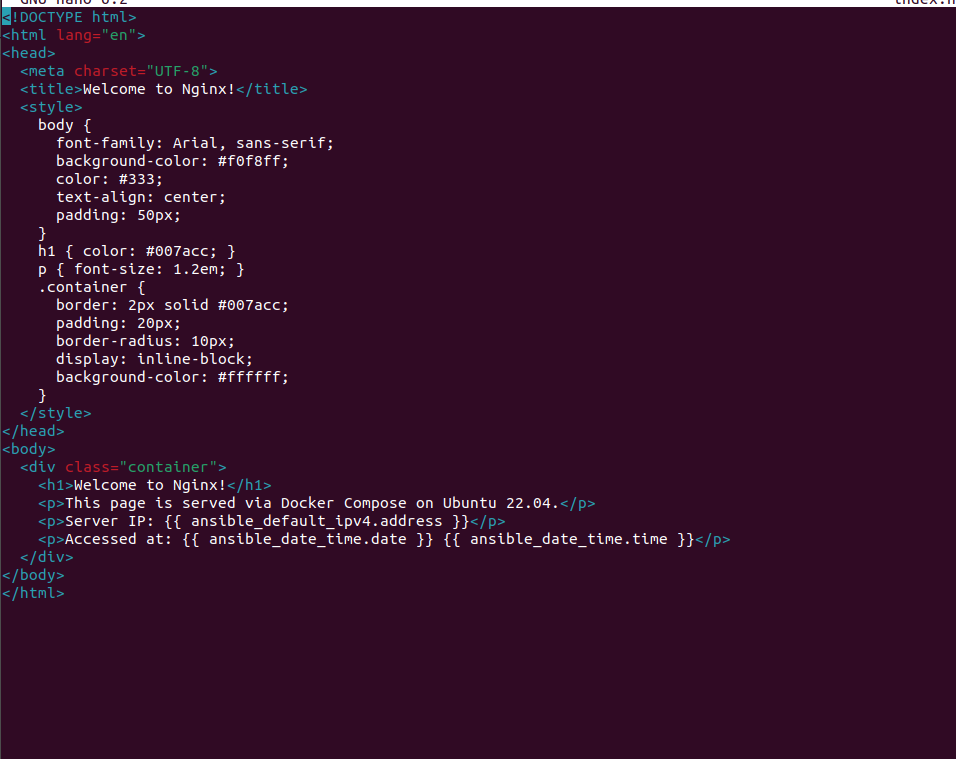 GNU nano 6.2
<!DOCTYPE html>
<html lang="en">
<head>
  <meta charset="UTF-8">
  <title>Welcome to Nginx!</title>
  <style>
    body {
      font-family: Arial, sans-serif;
      background-color: #f0f8ff;
      color: #333;
      text-align: center;
      padding: 50px;
    }
    h1 { color: #007acc; }
    p { font-size: 1.2em; }
    .container {
      border: 2px solid #007acc;
      padding: 20px;
      border-radius: 10px;
      display: inline-block;
      background-color: #ffffff;
    }
  </style>
</head>
<body>
  <div class="container">
    <h1>Welcome to Nginx!</h1>
    <p>This page is served via Docker Compose on Ubuntu 22.04.</p>
    <p>Server IP: {{ ansible_default_ipv4.address }}</p>
    <p>Accessed at: {{ ansible_date_time.date }} {{ ansible_date_time.time }}</p>
  </div>
</body>
</html>